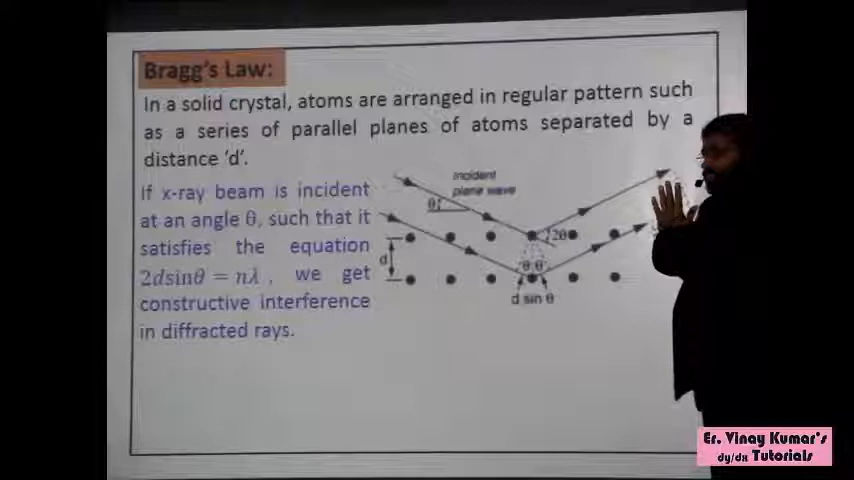 Bragg's Law:
In a solid crystal, atoms are arranged in regular pattern such
as a series of parallel planes of atoms separated by a
distance 'd'.
If x-ray beam is incident
at an angle θ, such that it
satisfies the equation
2dsinθ = nλ , we get
constructive interference
in diffracted rays.
incident
plane wave
θ
2θ
d
θ θ
d sin θ
Er. Vinay Kumar's
dy/dx Tutorials